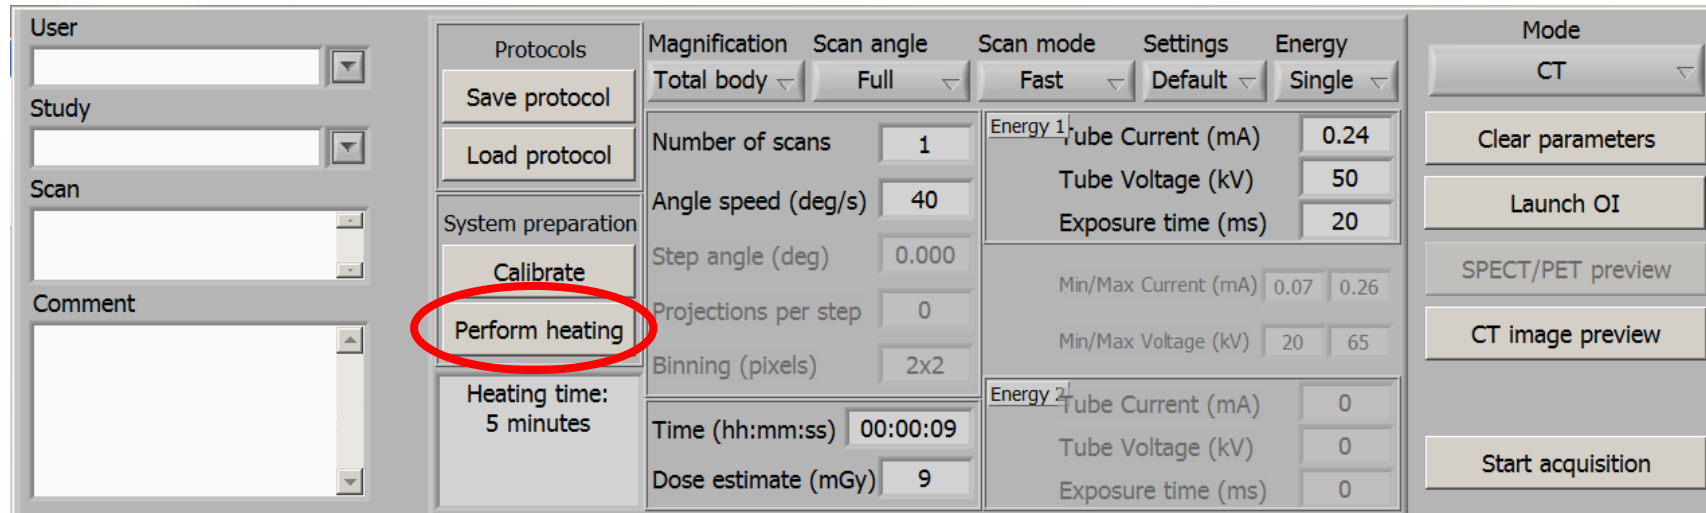 User
Study
Scan
Comment
Protocols
Save protocol
Load protocol
System preparation
Calibrate
Perform heating
Heating time:
5 minutes
Magnification Scan angle Scan mode Settings Energy
Total body Full Fast Default Single
Number of scans 1
Angle speed (deg/s) 40
Step angle (deg) 0.000
Projections per step 0
Binning (pixels) 2x2
Time (hh:mm:ss) 00:00:09
Dose estimate (mGy) 9
Energy 1
Tube Current (mA) 0.24
Tube Voltage (kV) 50
Exposure time (ms) 20
Min/Max Current (mA) 0.07 0.26
Min/Max Voltage (kV) 20 65
Energy 2
Tube Current (mA) 0
Tube Voltage (kV) 0
Exposure time (ms) 0
Mode
CT
Clear parameters
Launch OI
SPECT/PET preview
CT image preview
Start acquisition